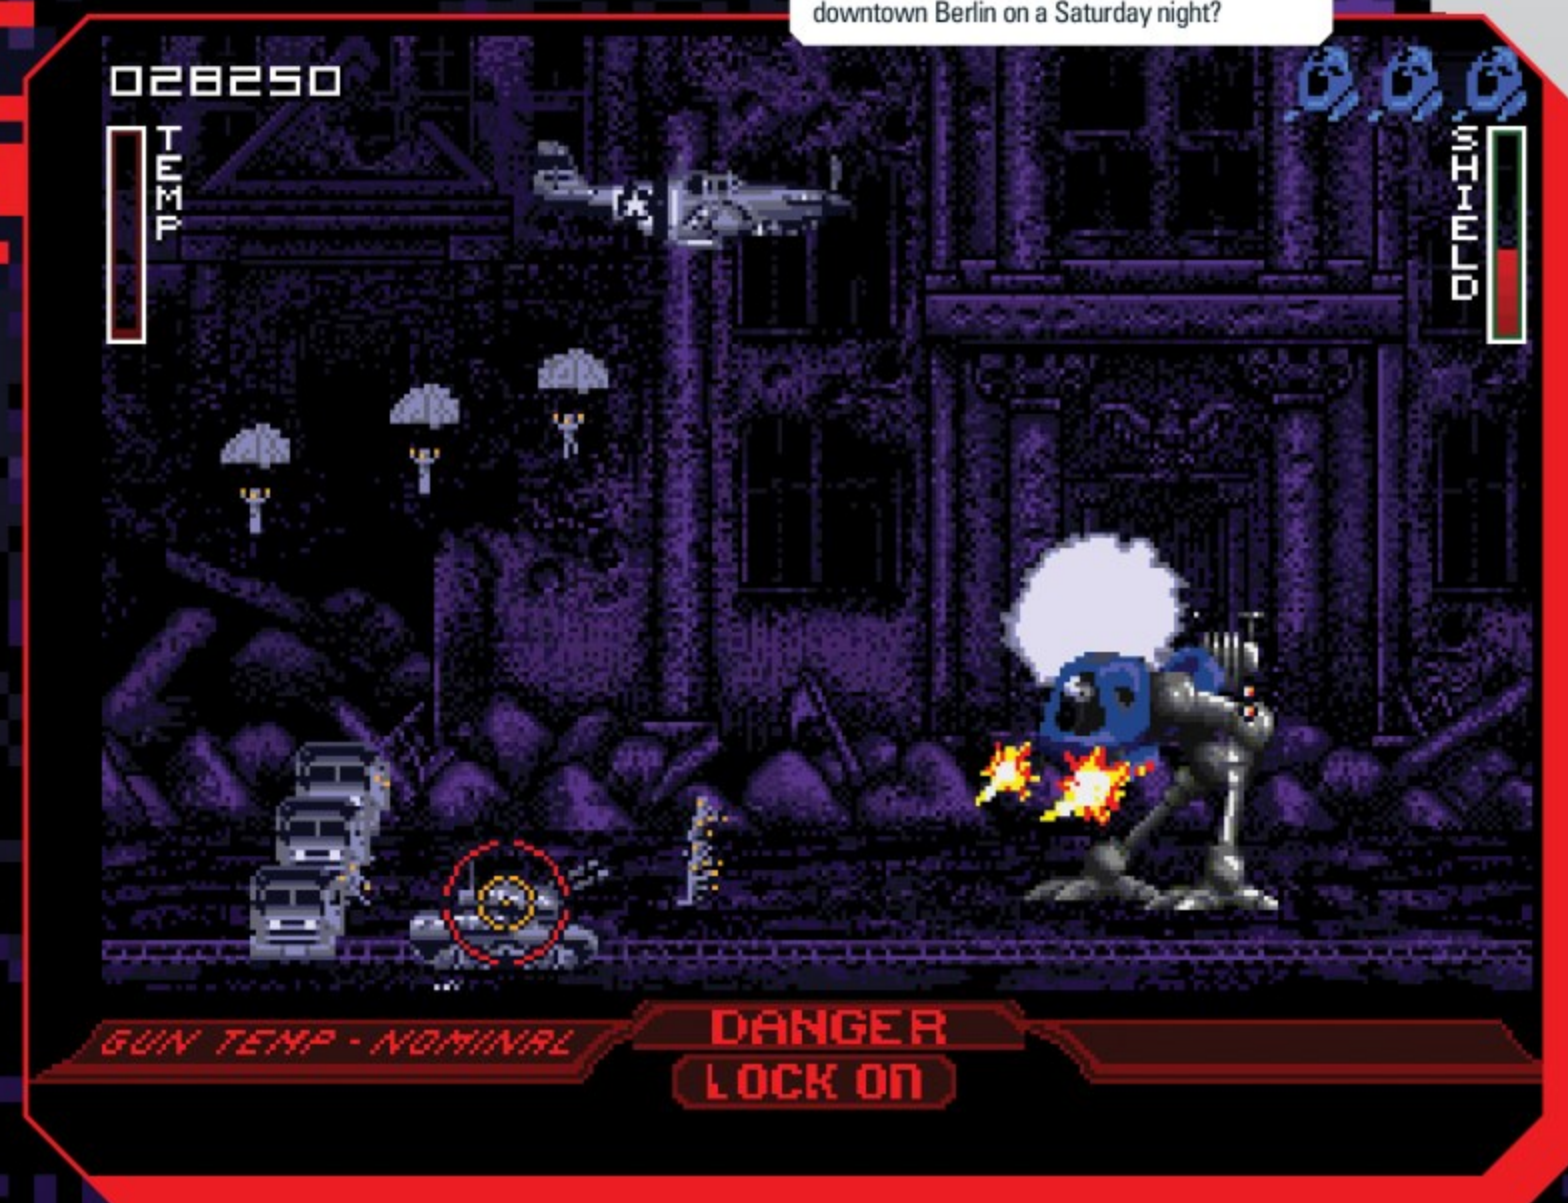 downtown Berlin on a Saturday night?
028250
TEMP
SHIELD
GUN TEMP - NOMINAL
DANGER
LOCK ON